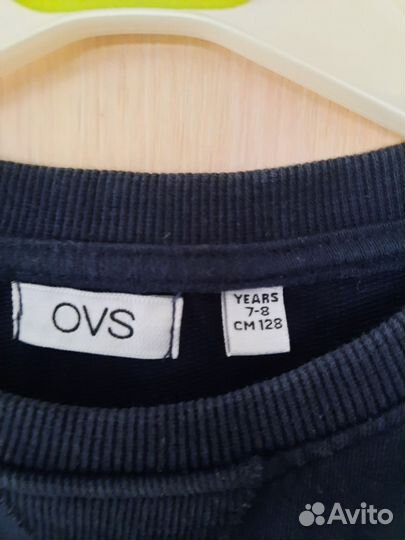 OVS
YEARS
7-8
CM 128
Avito